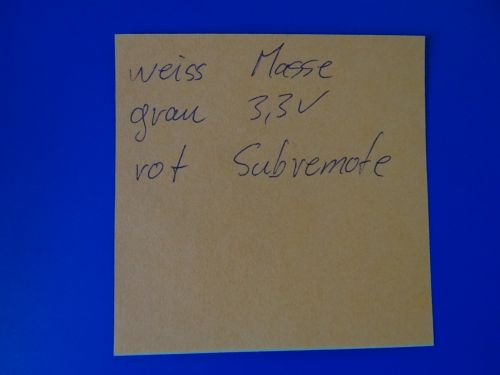 weiss Masse
grau 3,3V
rot Subremote